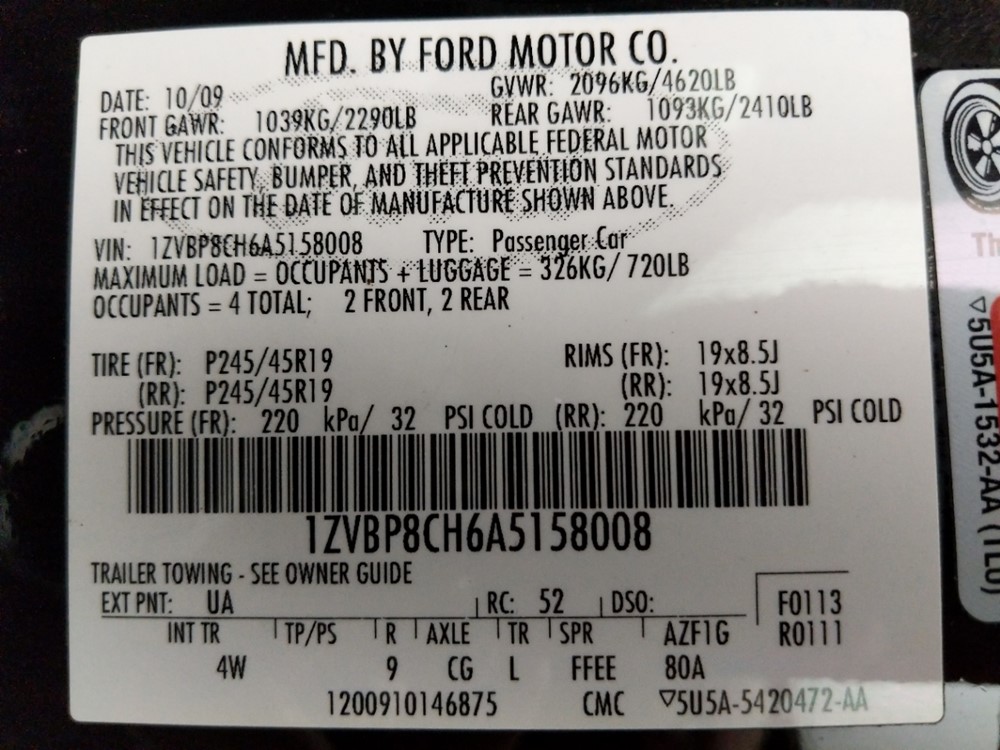 MFD. BY FORD MOTOR CO.
DATE: 10/09 GVWR: 2096KG/4620LB
FRONT GAWR: 1039KG/2290LB REAR GAWR: 1093KG/2410LB
THIS VEHICLE CONFORMS TO ALL APPLICABLE FEDERAL MOTOR
VEHICLE SAFETY, BUMPER, AND THEFT PREVENTION STANDARDS
IN EFFECT ON THE DATE OF MANUFACTURE SHOWN ABOVE.
VIN: 1ZVBP8CH6A5158008 TYPE: Passenger Car
MAXIMUM LOAD = OCCUPANTS + LUGGAGE = 326KG/ 720LB
OCCUPANTS = 4 TOTAL; 2 FRONT, 2 REAR
TIRE (FR): P245/45R19 RIMS (FR): 19x8.5J
(RR): P245/45R19 (RR): 19x8.5J
PRESSURE (FR): 220 kPa/ 32 PSI COLD (RR): 220 kPa/ 32 PSI COLD
1ZVBP8CH6A5158008
TRAILER TOWING - SEE OWNER GUIDE
EXT PNT: UA RC: 52 DSO: F0113
INT TR TP/PS R AXLE TR SPR AZF1G R0111
4W 9 CG L FFEE 80A
1200910146875 CMC ▽5U5A-5420472-AA
▽5U5A-1532-AA